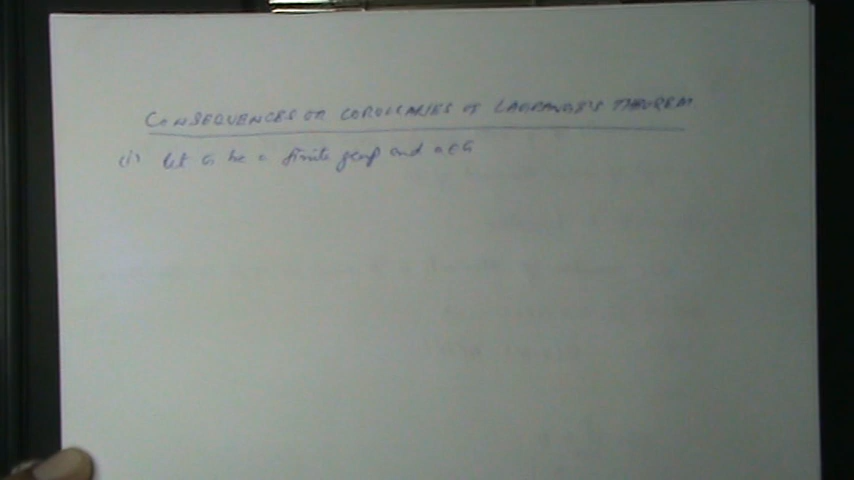 CONSEQUENCES OR COROLLARIES OF LAGRANGE'S THEOREM
(i) Let G be a finite group and a∈G